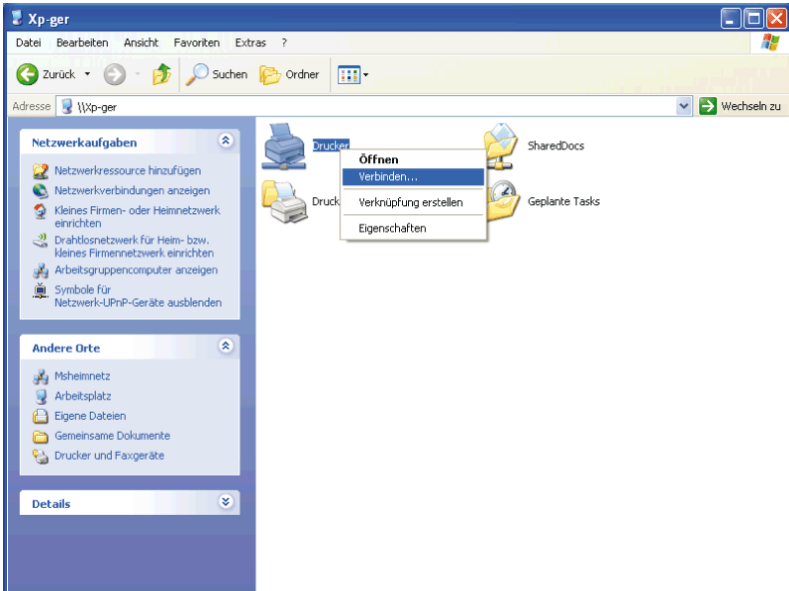 Xp-ger
Datei Bearbeiten Ansicht Favoriten Extras ?
Zurück Suchen Ordner
Adresse \\Xp-ger Wechseln zu
Netzwerkaufgaben
Netzwerkressource hinzufügen
Netzwerkverbindungen anzeigen
Kleines Firmen- oder Heimnetzwerk
einrichten
Drahtlosnetzwerk für Heim- bzw.
kleines Firmennetzwerk einrichten
Arbeitsgruppencomputer anzeigen
Symbole für
Netzwerk-UPnP-Geräte ausblenden
Andere Orte
Msheimnetz
Arbeitsplatz
Eigene Dateien
Gemeinsame Dokumente
Drucker und Faxgeräte
Details
Drucker
SharedDocs
Druck
Geplante Tasks
Öffnen
Verbinden...
Verknüpfung erstellen
Eigenschaften